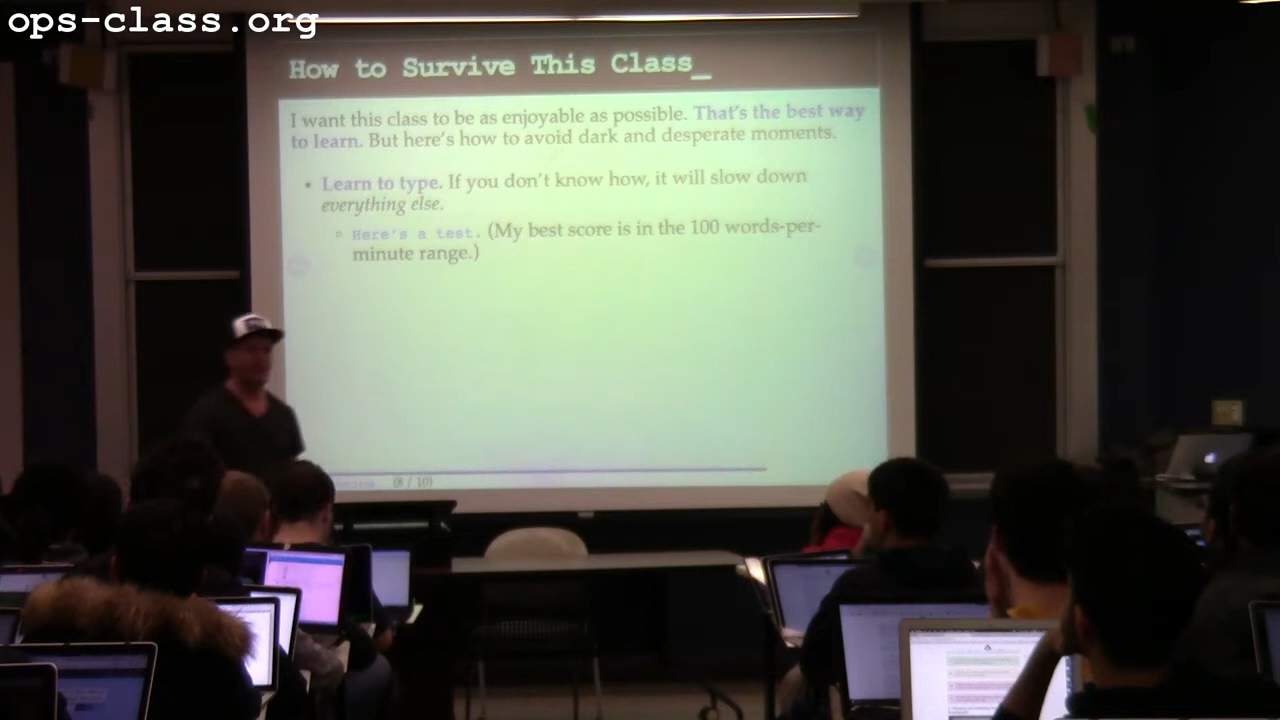 ops-class.org
How to Survive This Class_
I want this class to be as enjoyable as possible. That's the best way
to learn. But here's how to avoid dark and desperate moments.
• Learn to type. If you don't know how, it will slow down
everything else.
◦ Here's a test. (My best score is in the 100 words-per-
minute range.)
(8 / 10)